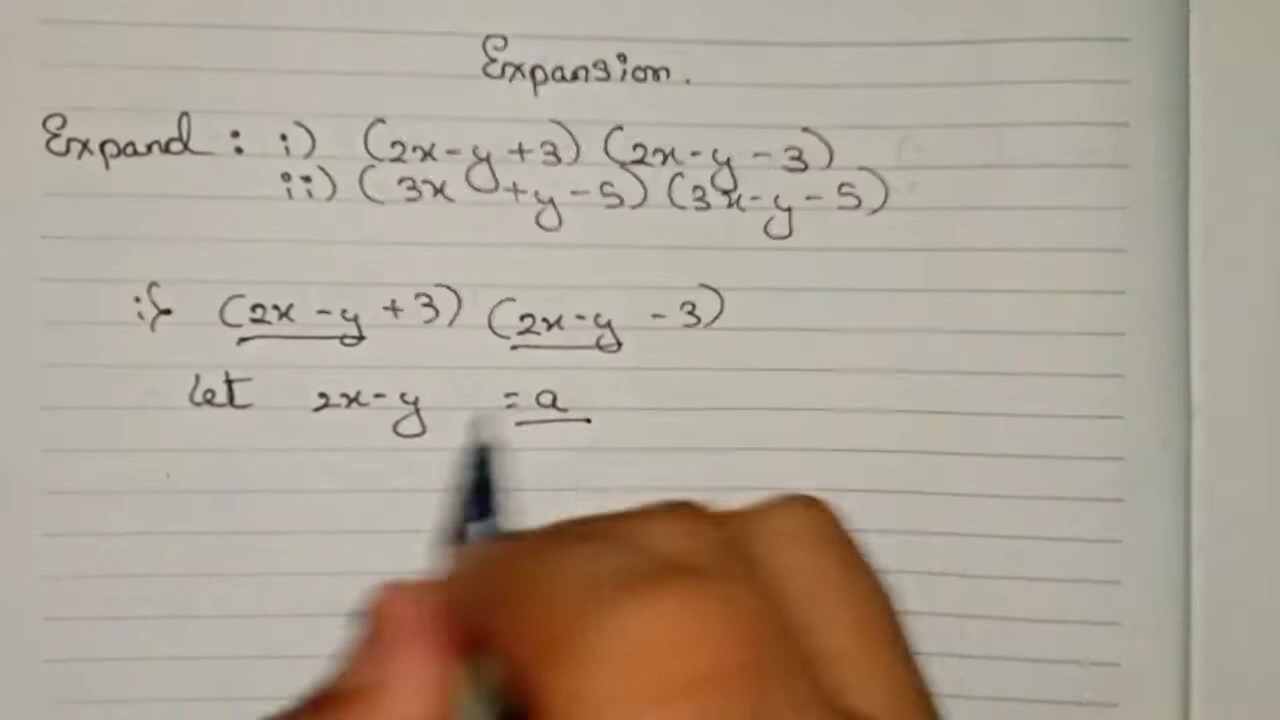 Expansion.
Expand : i) (2x-y+3) (2x-y-3)
ii) (3x +y-5) (3x-y-5)
i) (2x-y+3) (2x-y-3)
Let 2x-y = a